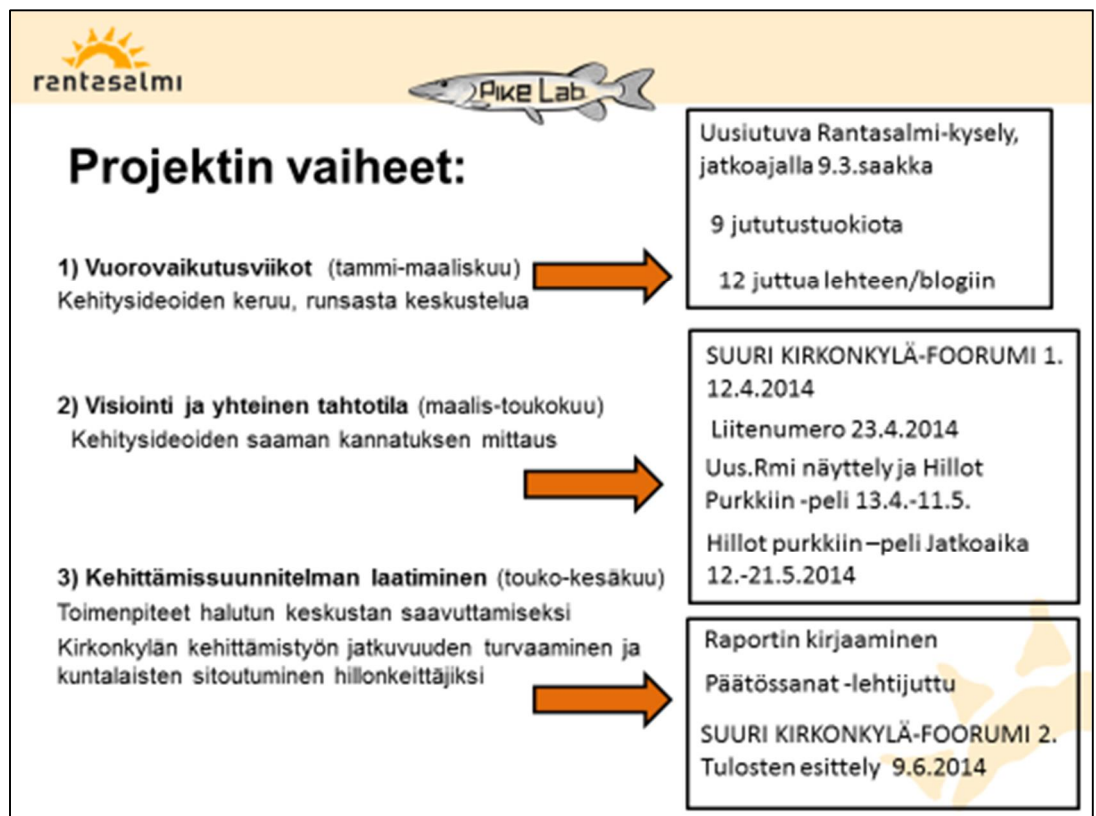 rantasalmi
PIKE Lab
Projektin vaiheet:
1) Vuorovaikutusviikot (tammi-maaliskuu)
Kehitysideoiden keruu, runsasta keskustelua
Uusiutuva Rantasalmi-kysely,
jatkoajalla 9.3.saakka
9 jututustuokiota
12 juttua lehteen/blogiin
2) Visiointi ja yhteinen tahtotila (maalis-toukokuu)
Kehitysideoiden saaman kannatuksen mittaus
SUURI KIRKONKYLÄ-FOORUMI 1.
12.4.2014
Liitenumero 23.4.2014
Uus.Rmi näyttely ja Hillot
Purkkiin -peli 13.4.-11.5.
Hillot purkkiin–peli Jatkoaika
12.-21.5.2014
3) Kehittämissuunnitelman laatiminen (touko-kesäkuu)
Toimenpiteet halutun keskustan saavuttamiseksi
Kirkonkylän kehittämistyön jatkuvuuden turvaaminen ja
kuntalaisten sitoutuminen hillonkeittäjiksi
Raportin kirjaaminen
Päätössanat -lehtijuttu
SUURI KIRKONKYLÄ-FOORUMI 2.
Tulosten esittely 9.6.2014